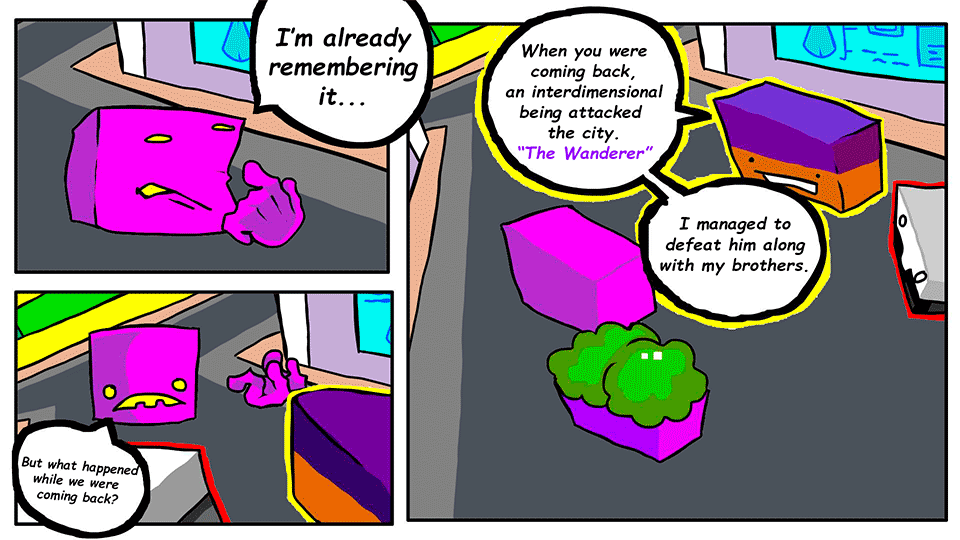 I'm already
remembering
it...
But what happened
while we were
coming back?
When you were
coming back,
an interdimensional
being attacked
the city.
"The Wanderer"
I managed to
defeat him along
with my brothers.